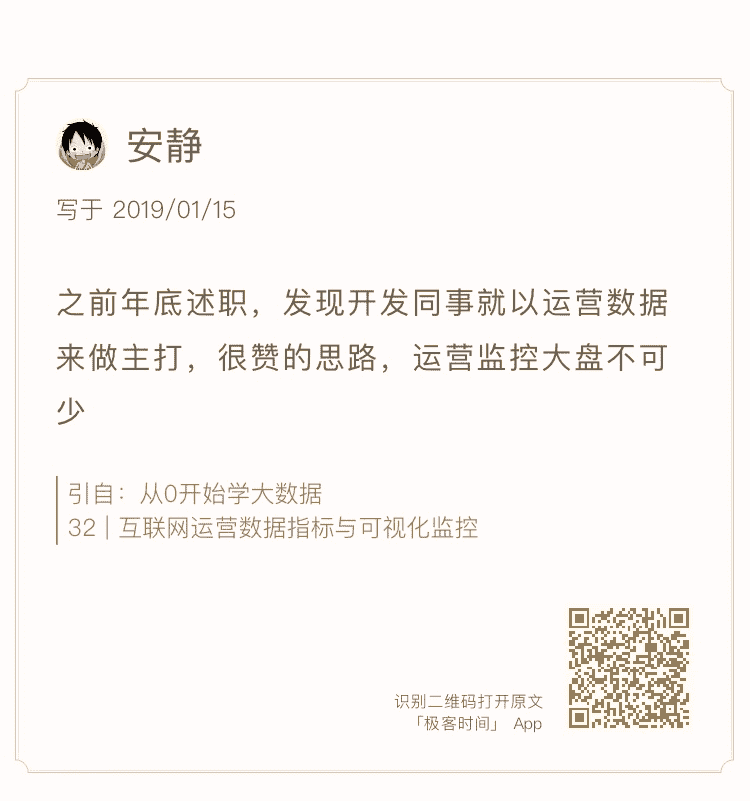 安静
写于 2019/01/15
之前年底述职，发现开发同事就以运营数据
来做主打，很赞的思路，运营监控大盘不可
少
引自：从0开始学大数据
32 | 互联网运营数据指标与可视化监控
识别二维码打开原文
「极客时间」 App